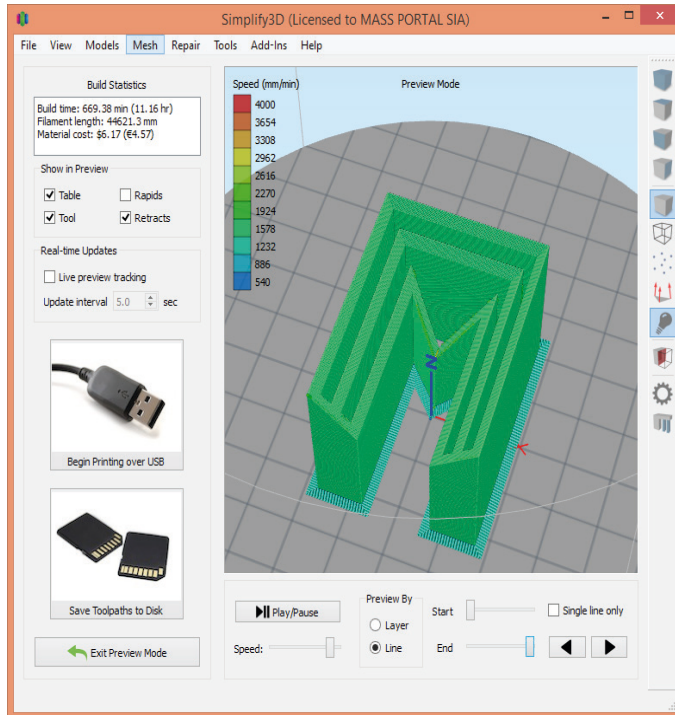 Simplify3D (Licensed to MASS PORTAL SIA)
File View Models Mesh Repair Tools Add-Ins Help
Build Statistics
Build time: 669.38 min (11.16 hr)
Filament length: 44621.3 mm
Material cost: $6.17 (€4.57)
Show in Preview
Table
Rapids
Tool
Retracts
Real-time Updates
Live preview tracking
Update interval 5.0 sec
Begin Printing over USB
Save Toolpaths to Disk
Exit Preview Mode
Speed (mm/min)
Preview Mode
4000
3654
3308
2962
2616
2270
1924
1578
1232
886
540
Z
X
Play/Pause
Speed:
Preview By
Layer
Line
Start
End
Single line only